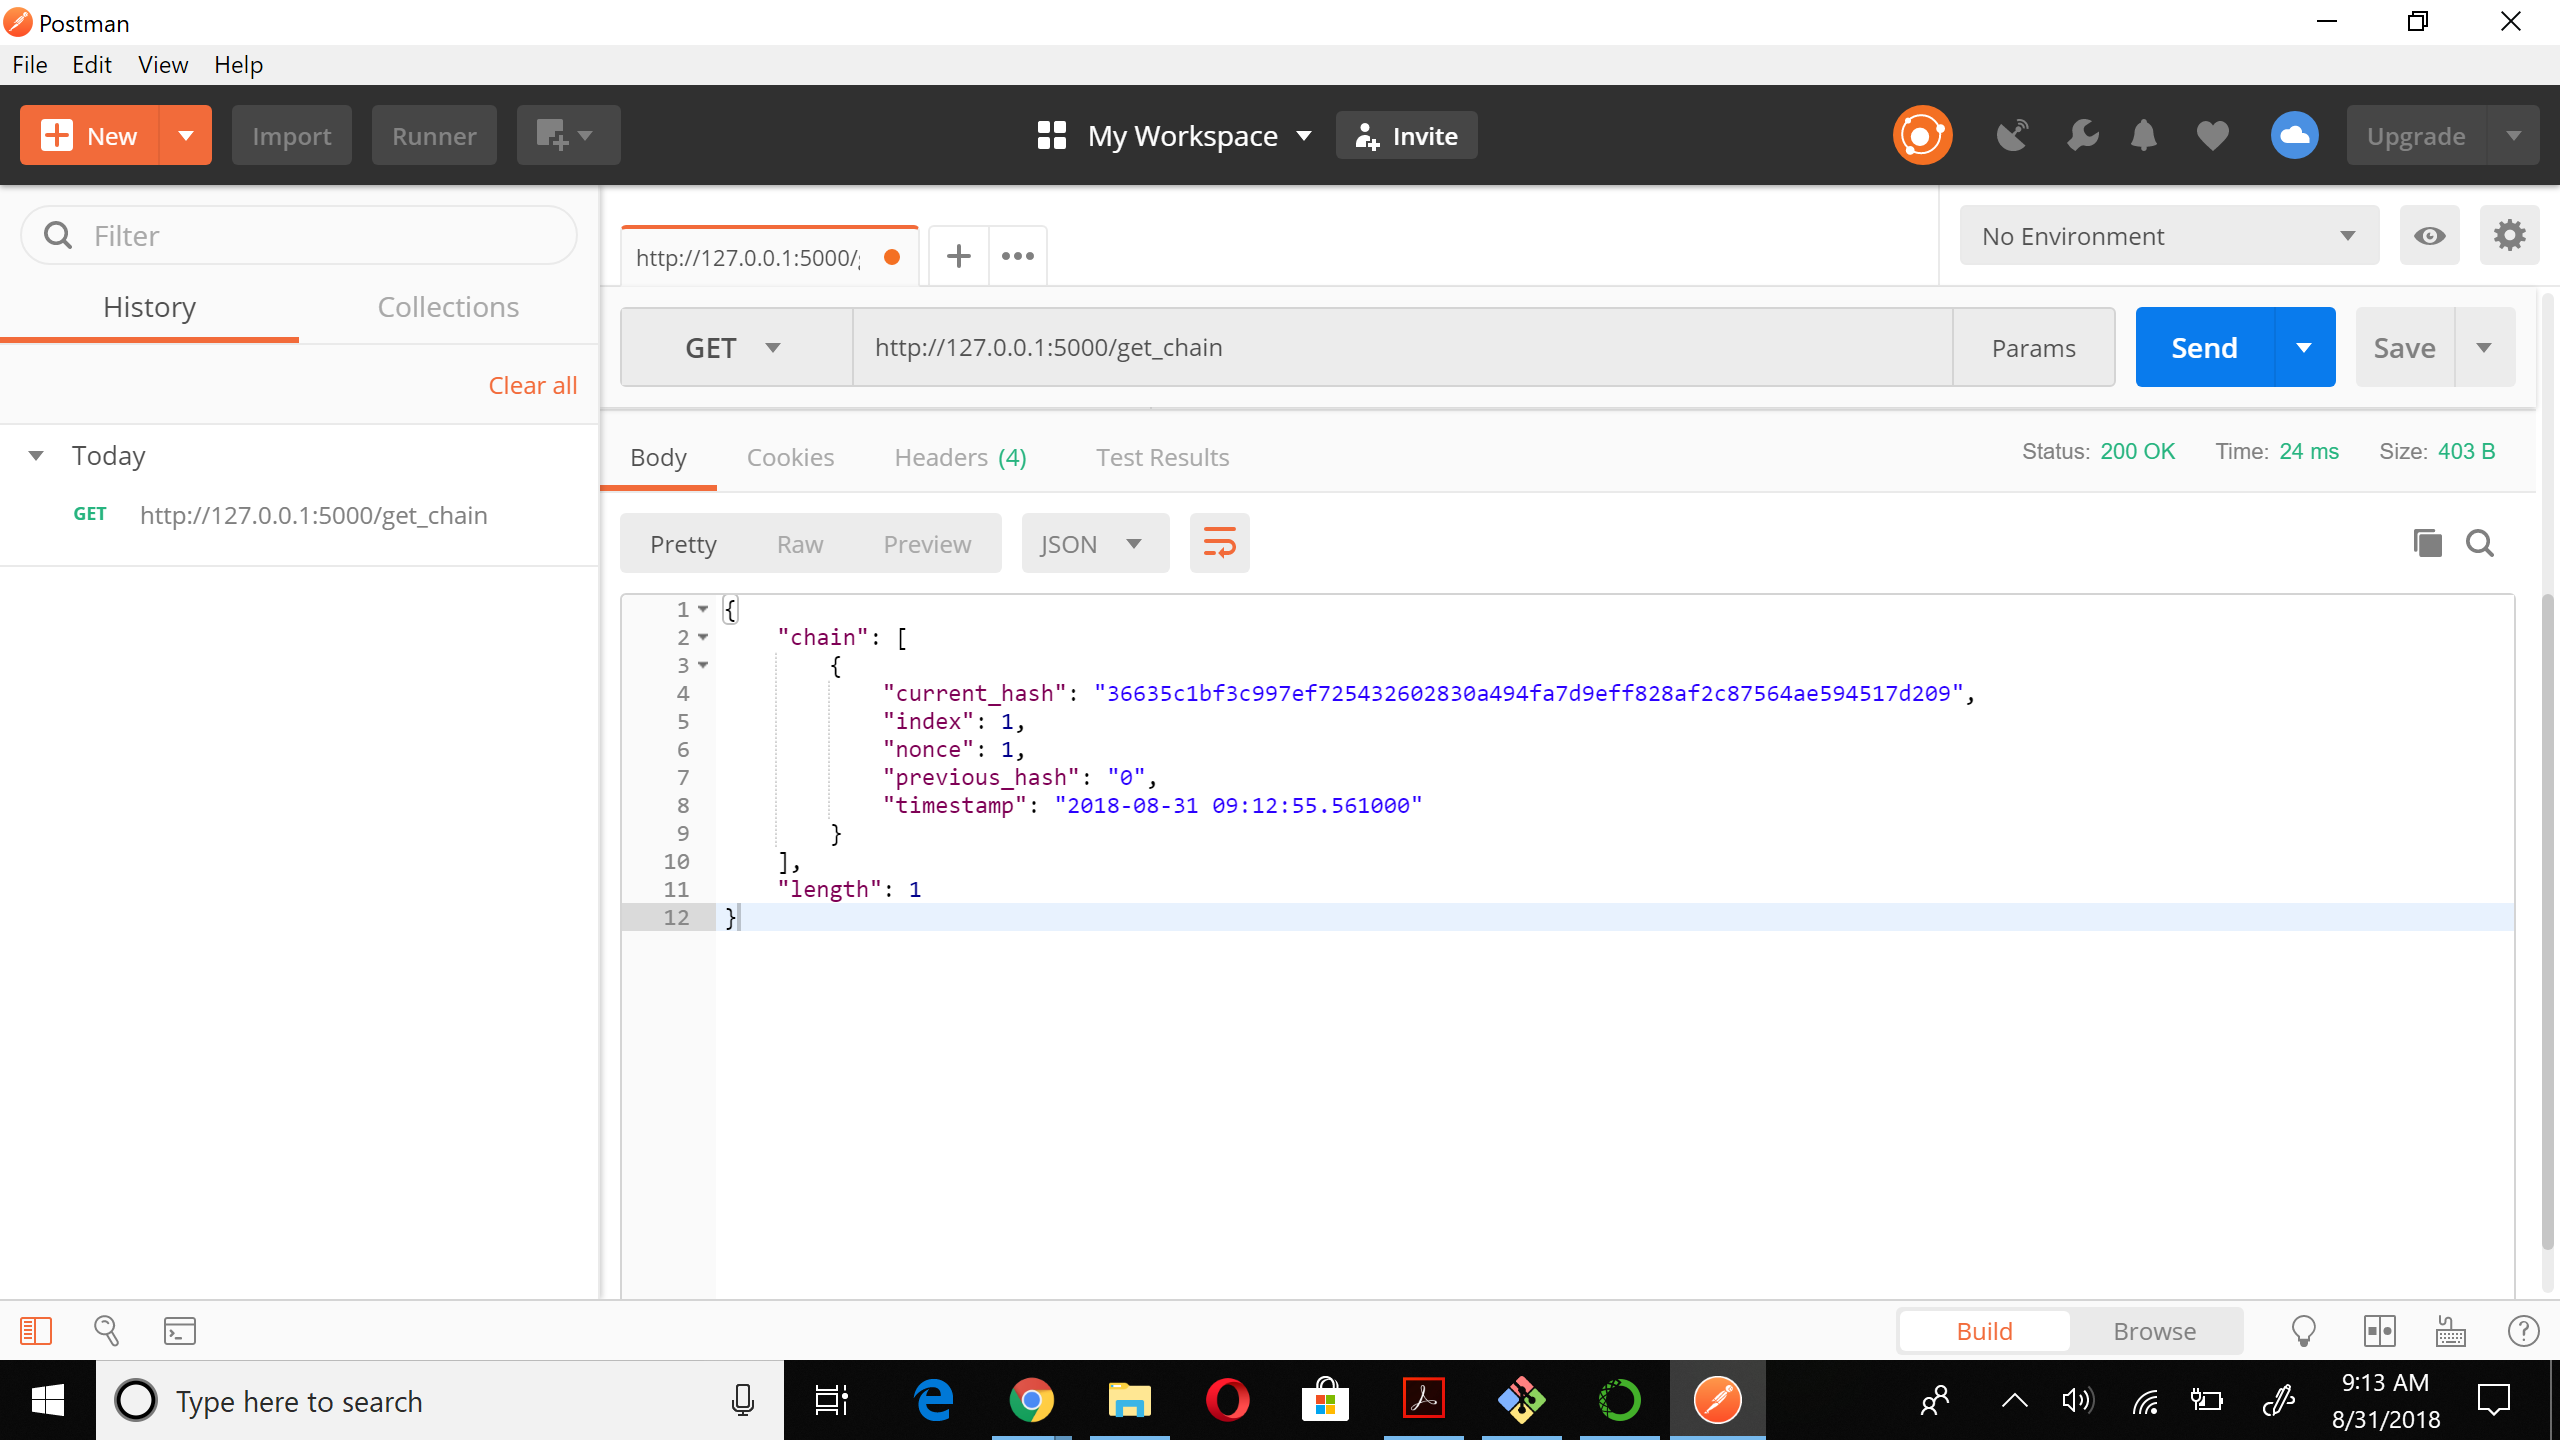 Postman
File Edit View Help
New Import Runner My Workspace Invite Upgrade
Filter
History Collections
Clear all
Today
GET http://127.0.0.1:5000/get_chain
http://127.0.0.1:5000/
No Environment
GET http://127.0.0.1:5000/get_chain Params Send Save
Body Cookies Headers (4) Test Results Status: 200 OK Time: 24 ms Size: 403 B
Pretty Raw Preview JSON
1 {
2 "chain": [
3 {
4 "current_hash": "36635c1bf3c997ef725432602830a494fa7d9eff828af2c87564ae594517d209",
5 "index": 1,
6 "nonce": 1,
7 "previous_hash": "0",
8 "timestamp": "2018-08-31 09:12:55.561000"
9 }
10 ],
11 "length": 1
12 }
Build Browse
Type here to search
9:13 AM
8/31/2018